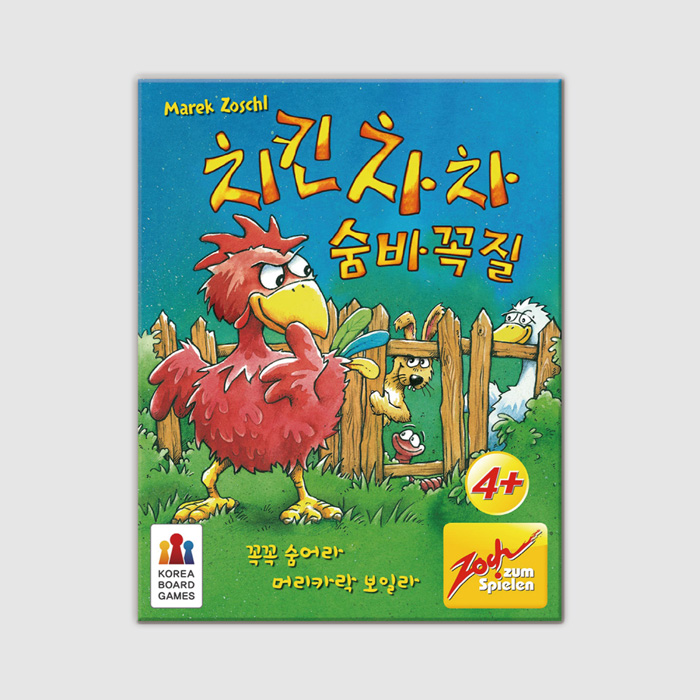 Marek Zoschl
치킨 차차
숨바꼭질
4+
꼭꼭 숨어라
머리카락 보일라
KOREA
BOARD
GAMES
Zoch
zum
Spielen